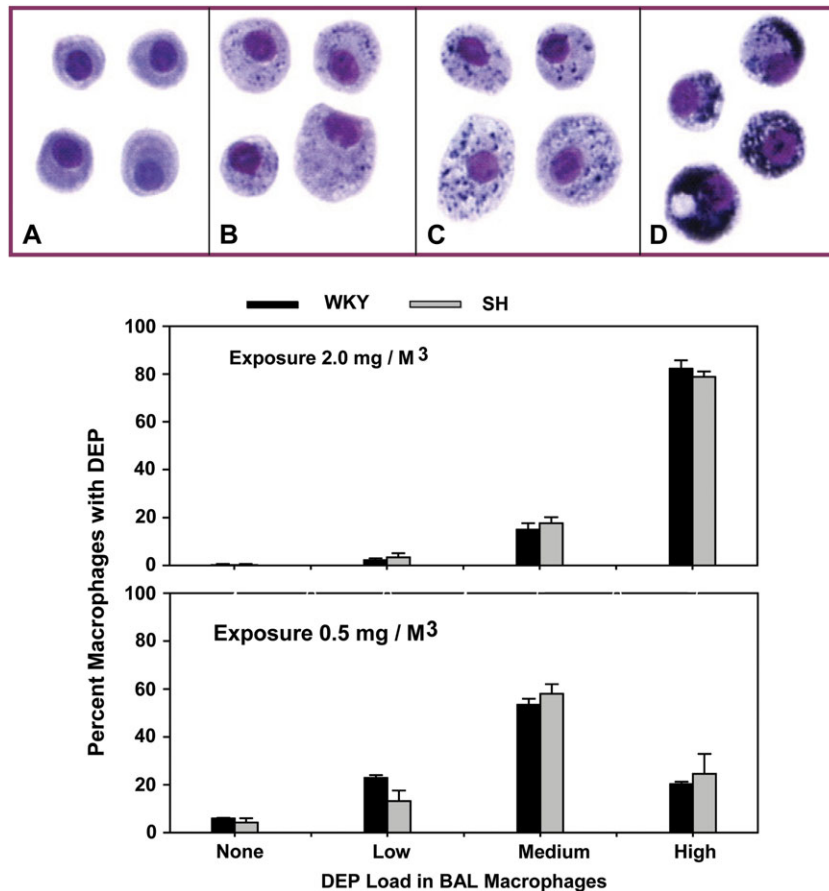 A
B
C
D
WKY
SH
Percent Macrophages with DEP
100
80
60
40
20
0
Exposure 2.0 mg / M3
100
80
60
40
20
0
Exposure 0.5 mg / M3
None
Low
Medium
High
DEP Load in BAL Macrophages